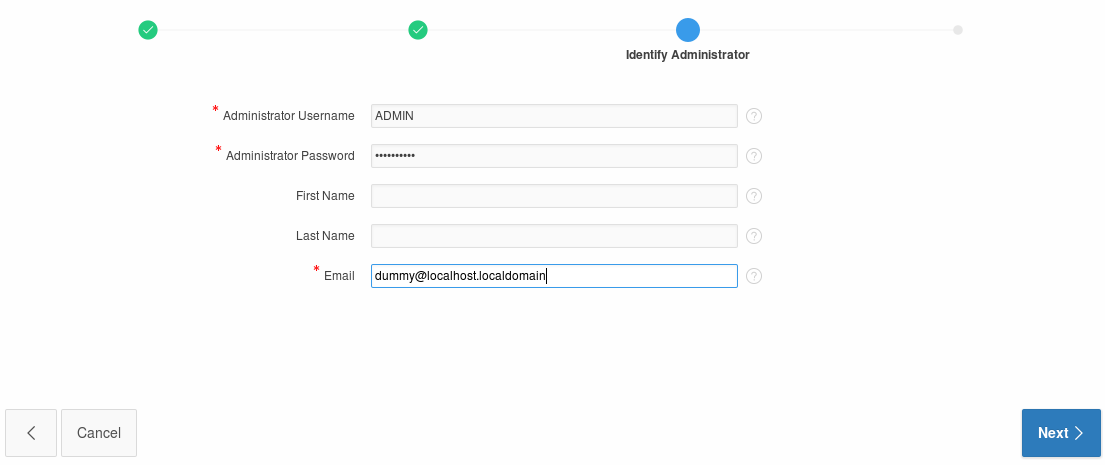 Identify Administrator
* Administrator Username ADMIN ?
* Administrator Password •••••••••• ?
First Name ?
Last Name ?
* Email dummy@localhost.localdomain ?
Cancel Next